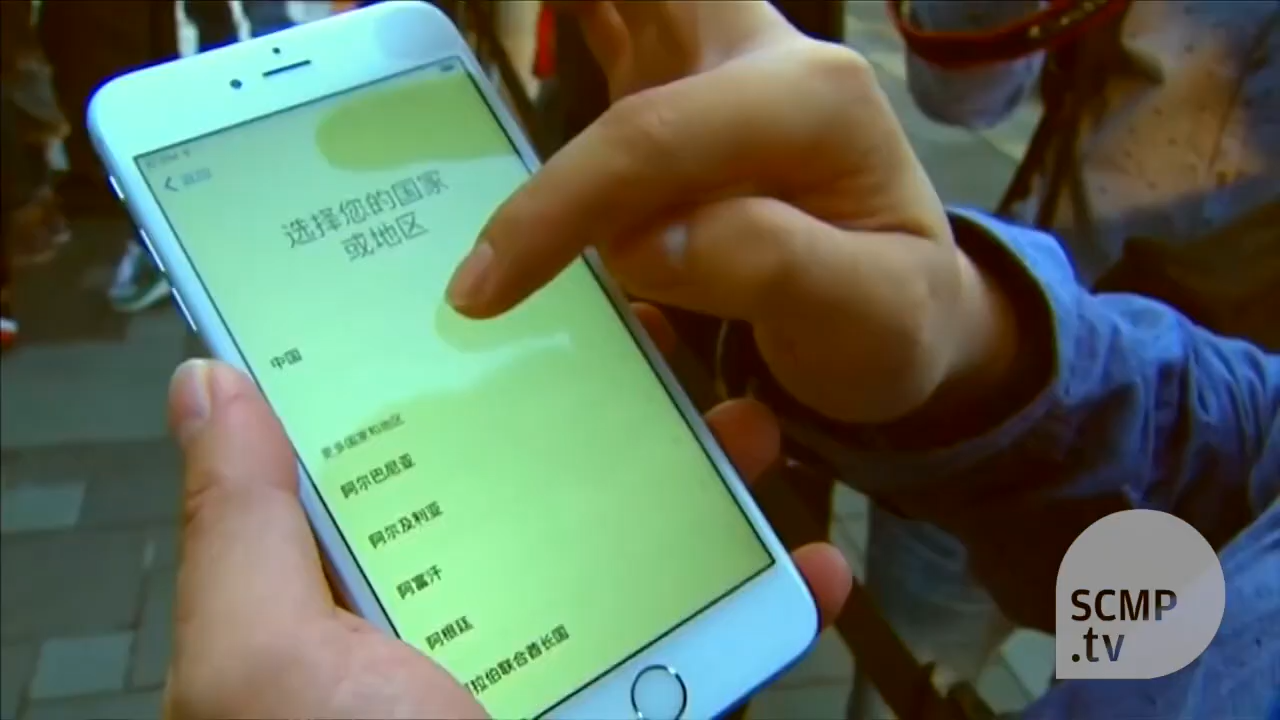 返回
选择您的国家
或地区
中国
更多国家和地区
阿尔巴尼亚
阿尔及利亚
阿富汗
阿根廷
拉伯联合酋长国
SCMP
.tv